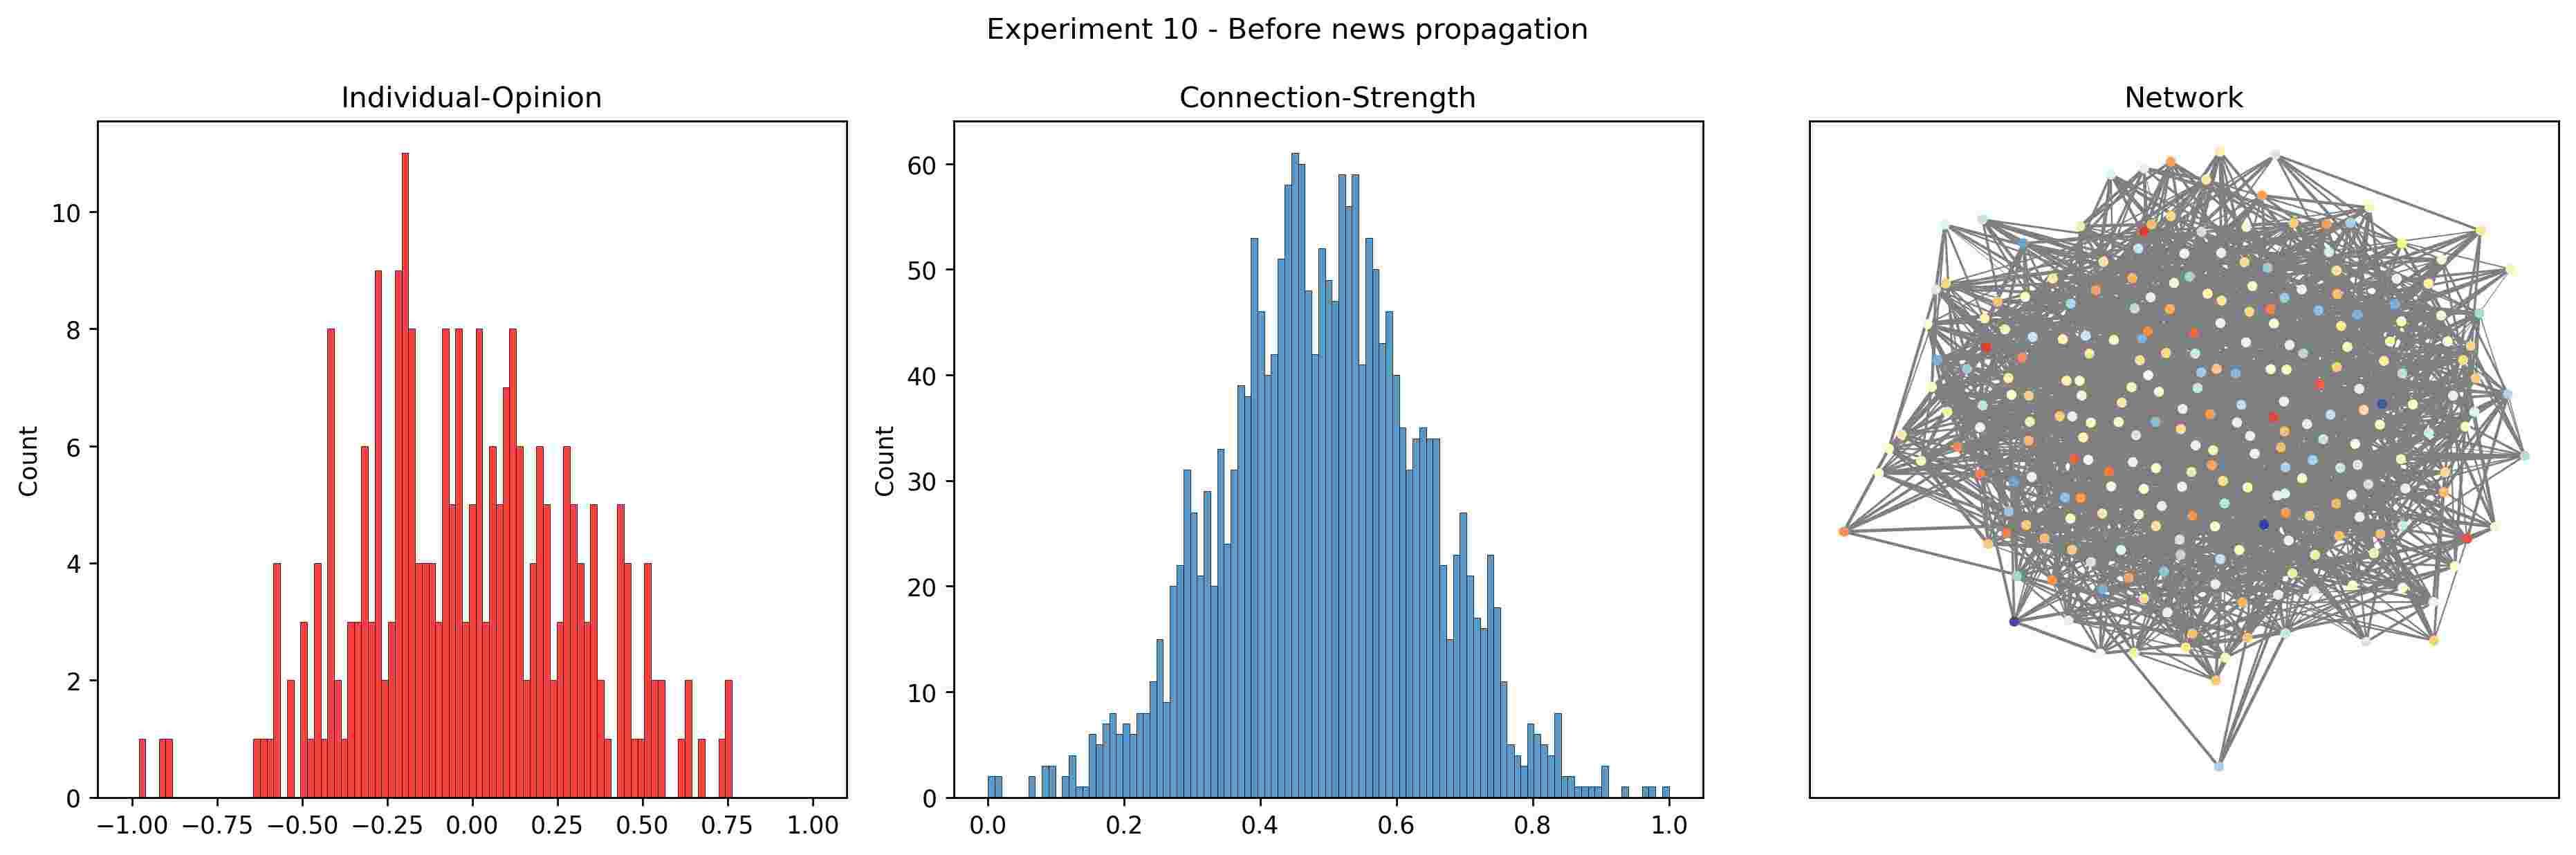 Experiment 10 - Before news propagation
Individual-Opinion
Count
10
8
6
4
2
0
−1.00 −0.75 −0.50 −0.25 0.00 0.25 0.50 0.75 1.00
Connection-Strength
Count
60
50
40
30
20
10
0
0.0 0.2 0.4 0.6 0.8 1.0
Network